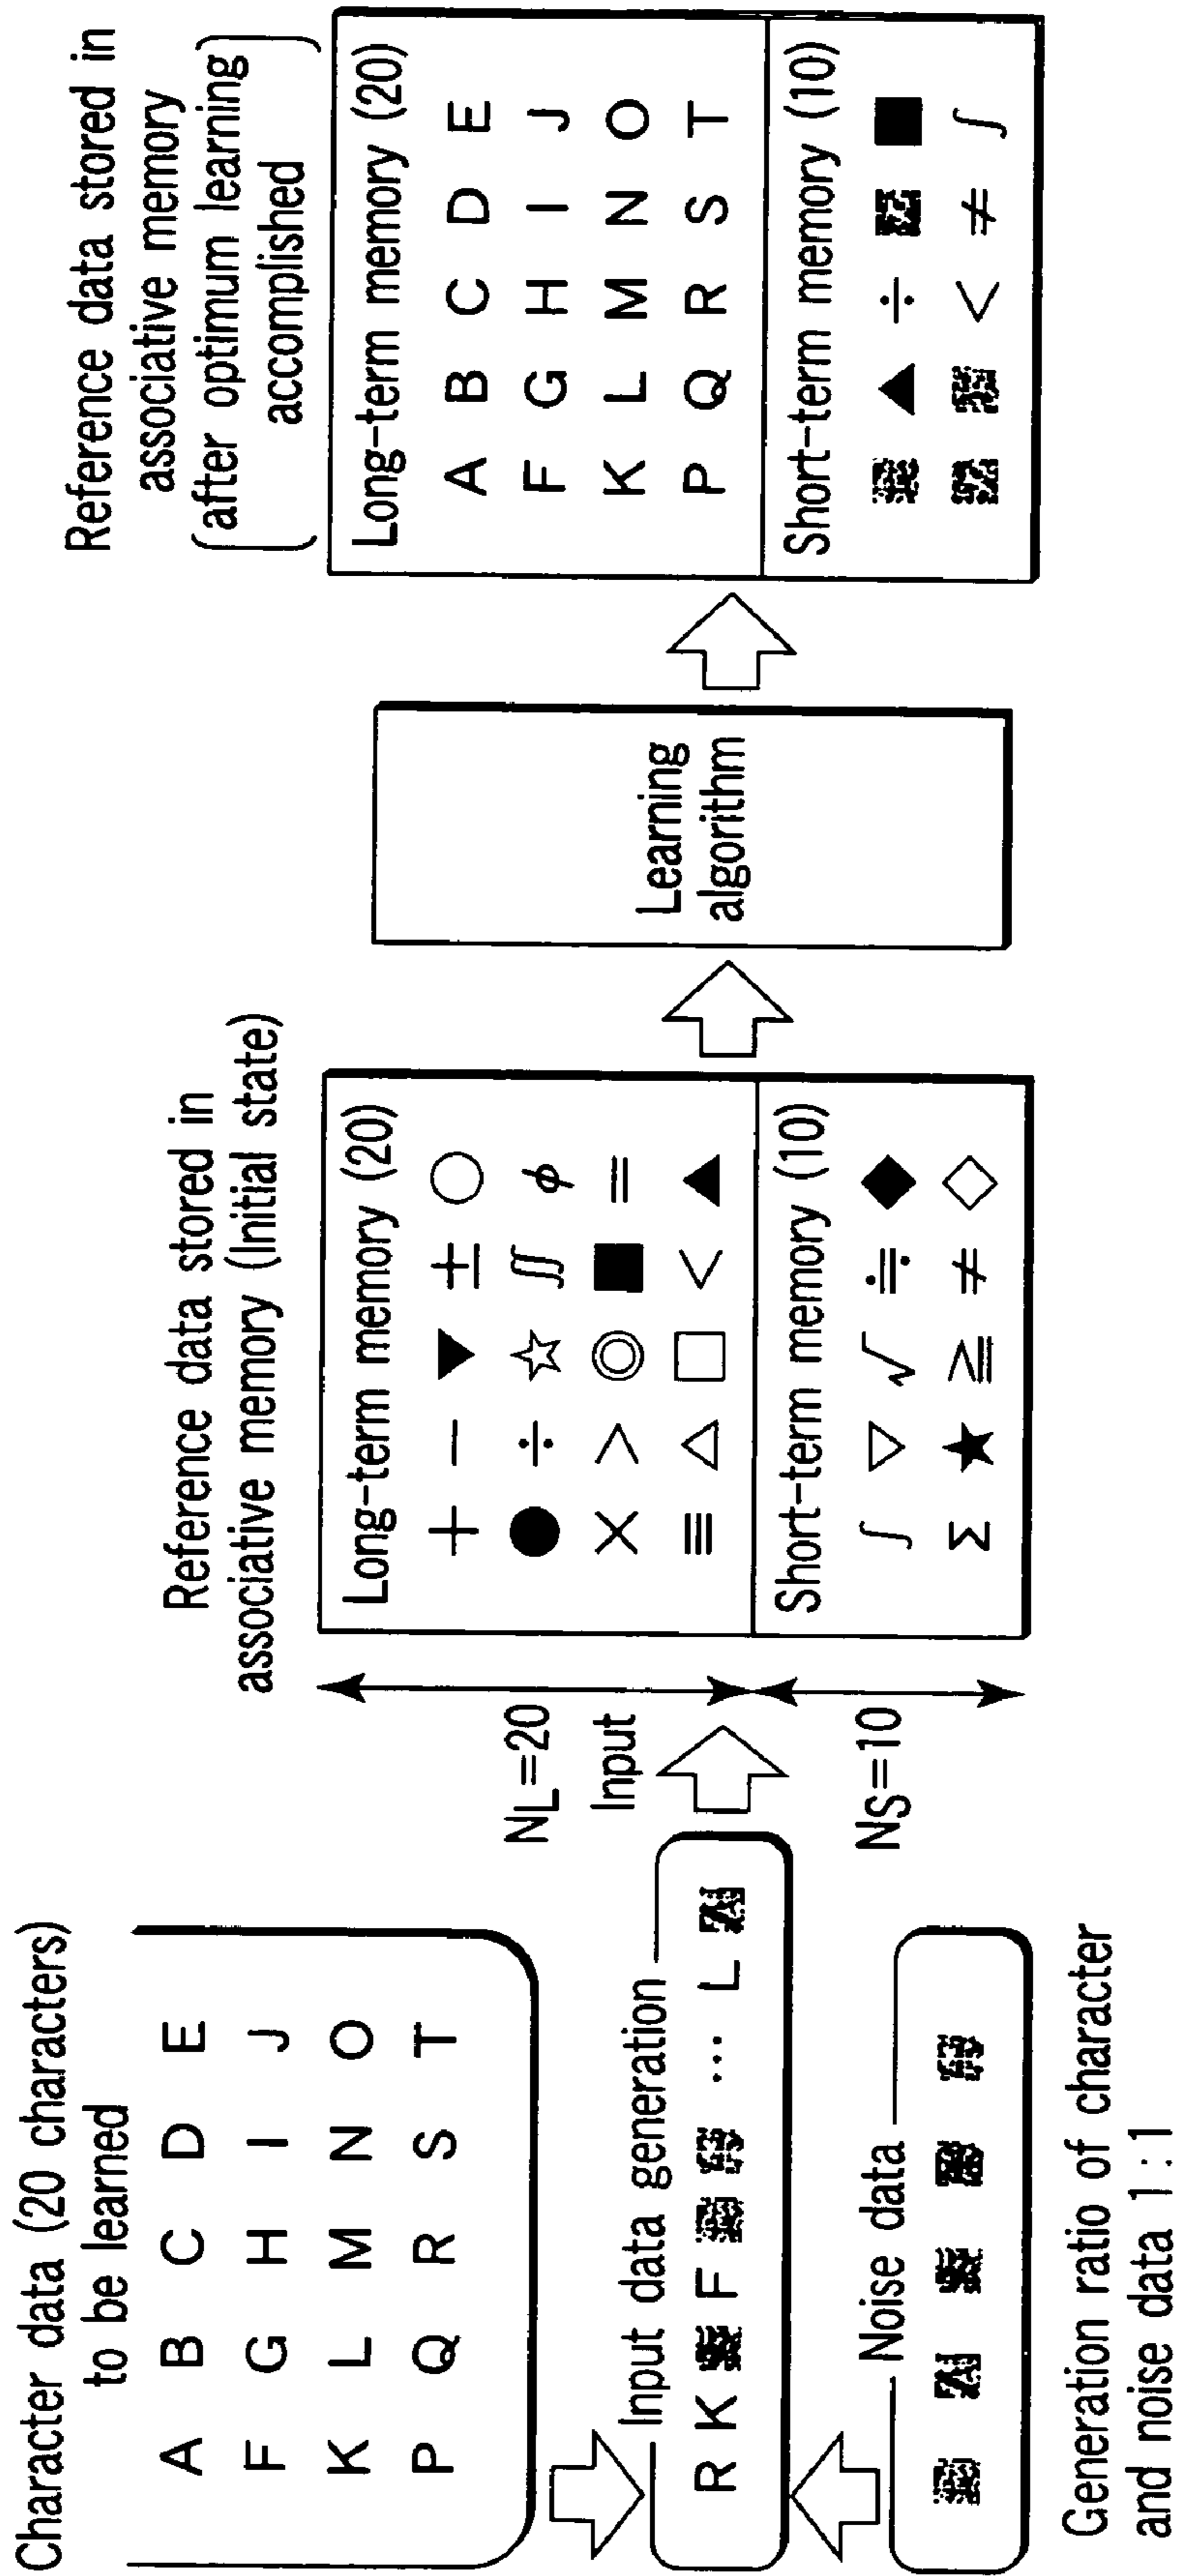 Character data (20 characters)
to be learned
A B C D E
F G H I J
K L M N O
P Q R S T
Input data generation
R K F ... L
Noise data
Generation ratio of character
and noise data 1 : 1
NL=20
Input
NS=10
Reference data stored in
associative memory (Initial state)
Long-term memory (20)
+ − ▼ ± ○
● ÷ ☆ ∬ ϕ
× > ◎ ■ =
≡ △ □ < ▲
Short-term memory (10)
∫ ▽ √ ≒ ◆
Σ ★ ≧ ≠ ◇
Learning
algorithm
Reference data stored in
associative memory
(after optimum learning
accomplished)
Long-term memory (20)
A B C D E
F G H I J
K L M N O
P Q R S T
Short-term memory (10)
▲ ÷ ■
< ≠ ∫